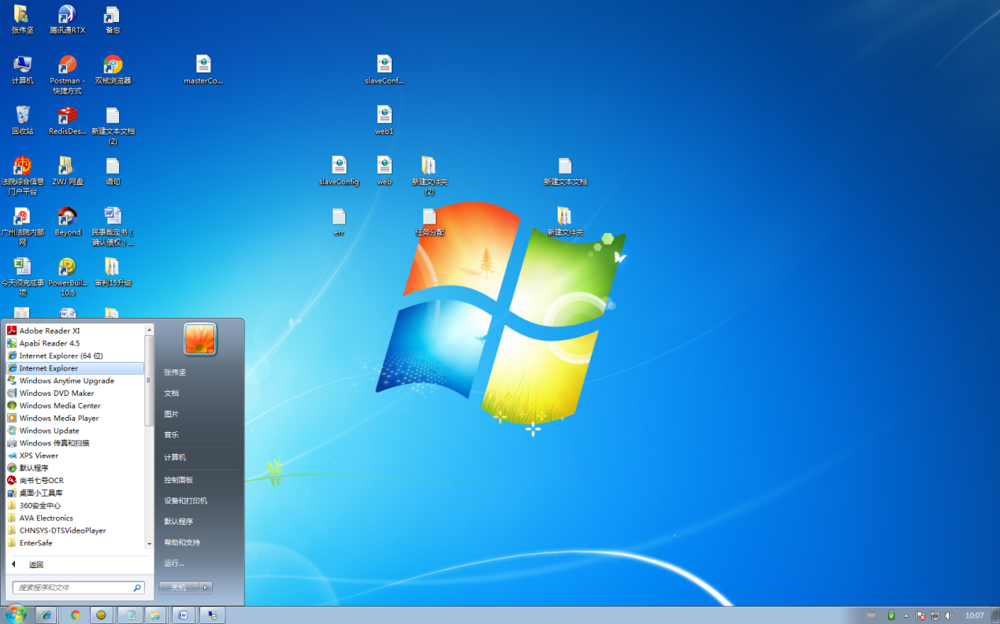 张伟坚
腾讯通RTX
备忘
计算机
Postman -
快捷方式
双核浏览器
masterCo...
slaveConf...
回收站
RedisDes...
新建文本文档
(2)
web1
法院综合信息
门户平台
ZWJ 网盘
语句
slaveConfig
web
新建文件夹
(2)
新建文本文档
广州法院内部
网
Beyond
民事裁定书（
确认债权）...
err
任务分配
新建文件夹
今天须完成事
项
PowerBuil...
10.5
审判15升级
Adobe Reader XI
Apabi Reader 4.5
Internet Explorer (64 位)
Internet Explorer
Windows Anytime Upgrade
Windows DVD Maker
Windows Media Center
Windows Media Player
Windows Update
Windows 传真和扫描
XPS Viewer
默认程序
尚书七号OCR
桌面小工具库
360安全中心
AVA Electronics
CHNSYS-DTSVideoPlayer
EnterSafe
返回
搜索程序和文件
张伟坚
文档
图片
音乐
计算机
控制面板
设备和打印机
默认程序
帮助和支持
运行...
关机
10:07